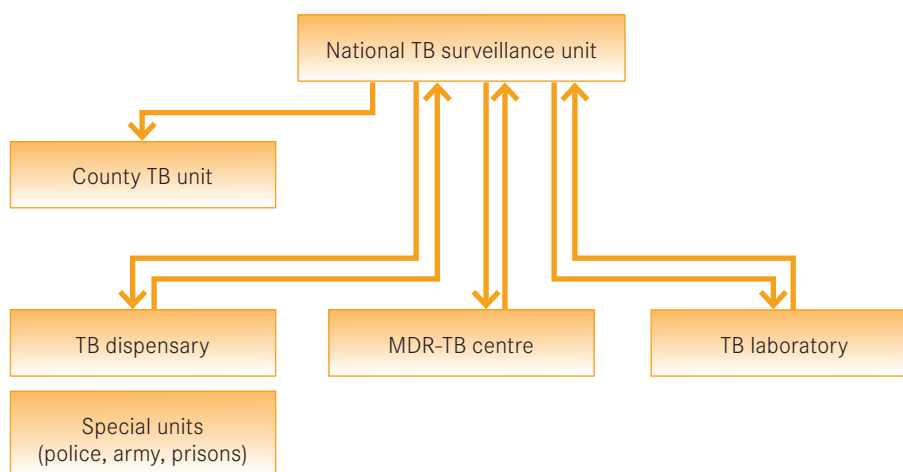 National TB surveillance unit
County TB unit
TB dispensary
MDR-TB centre
TB laboratory
Special units
(police, army, prisons)